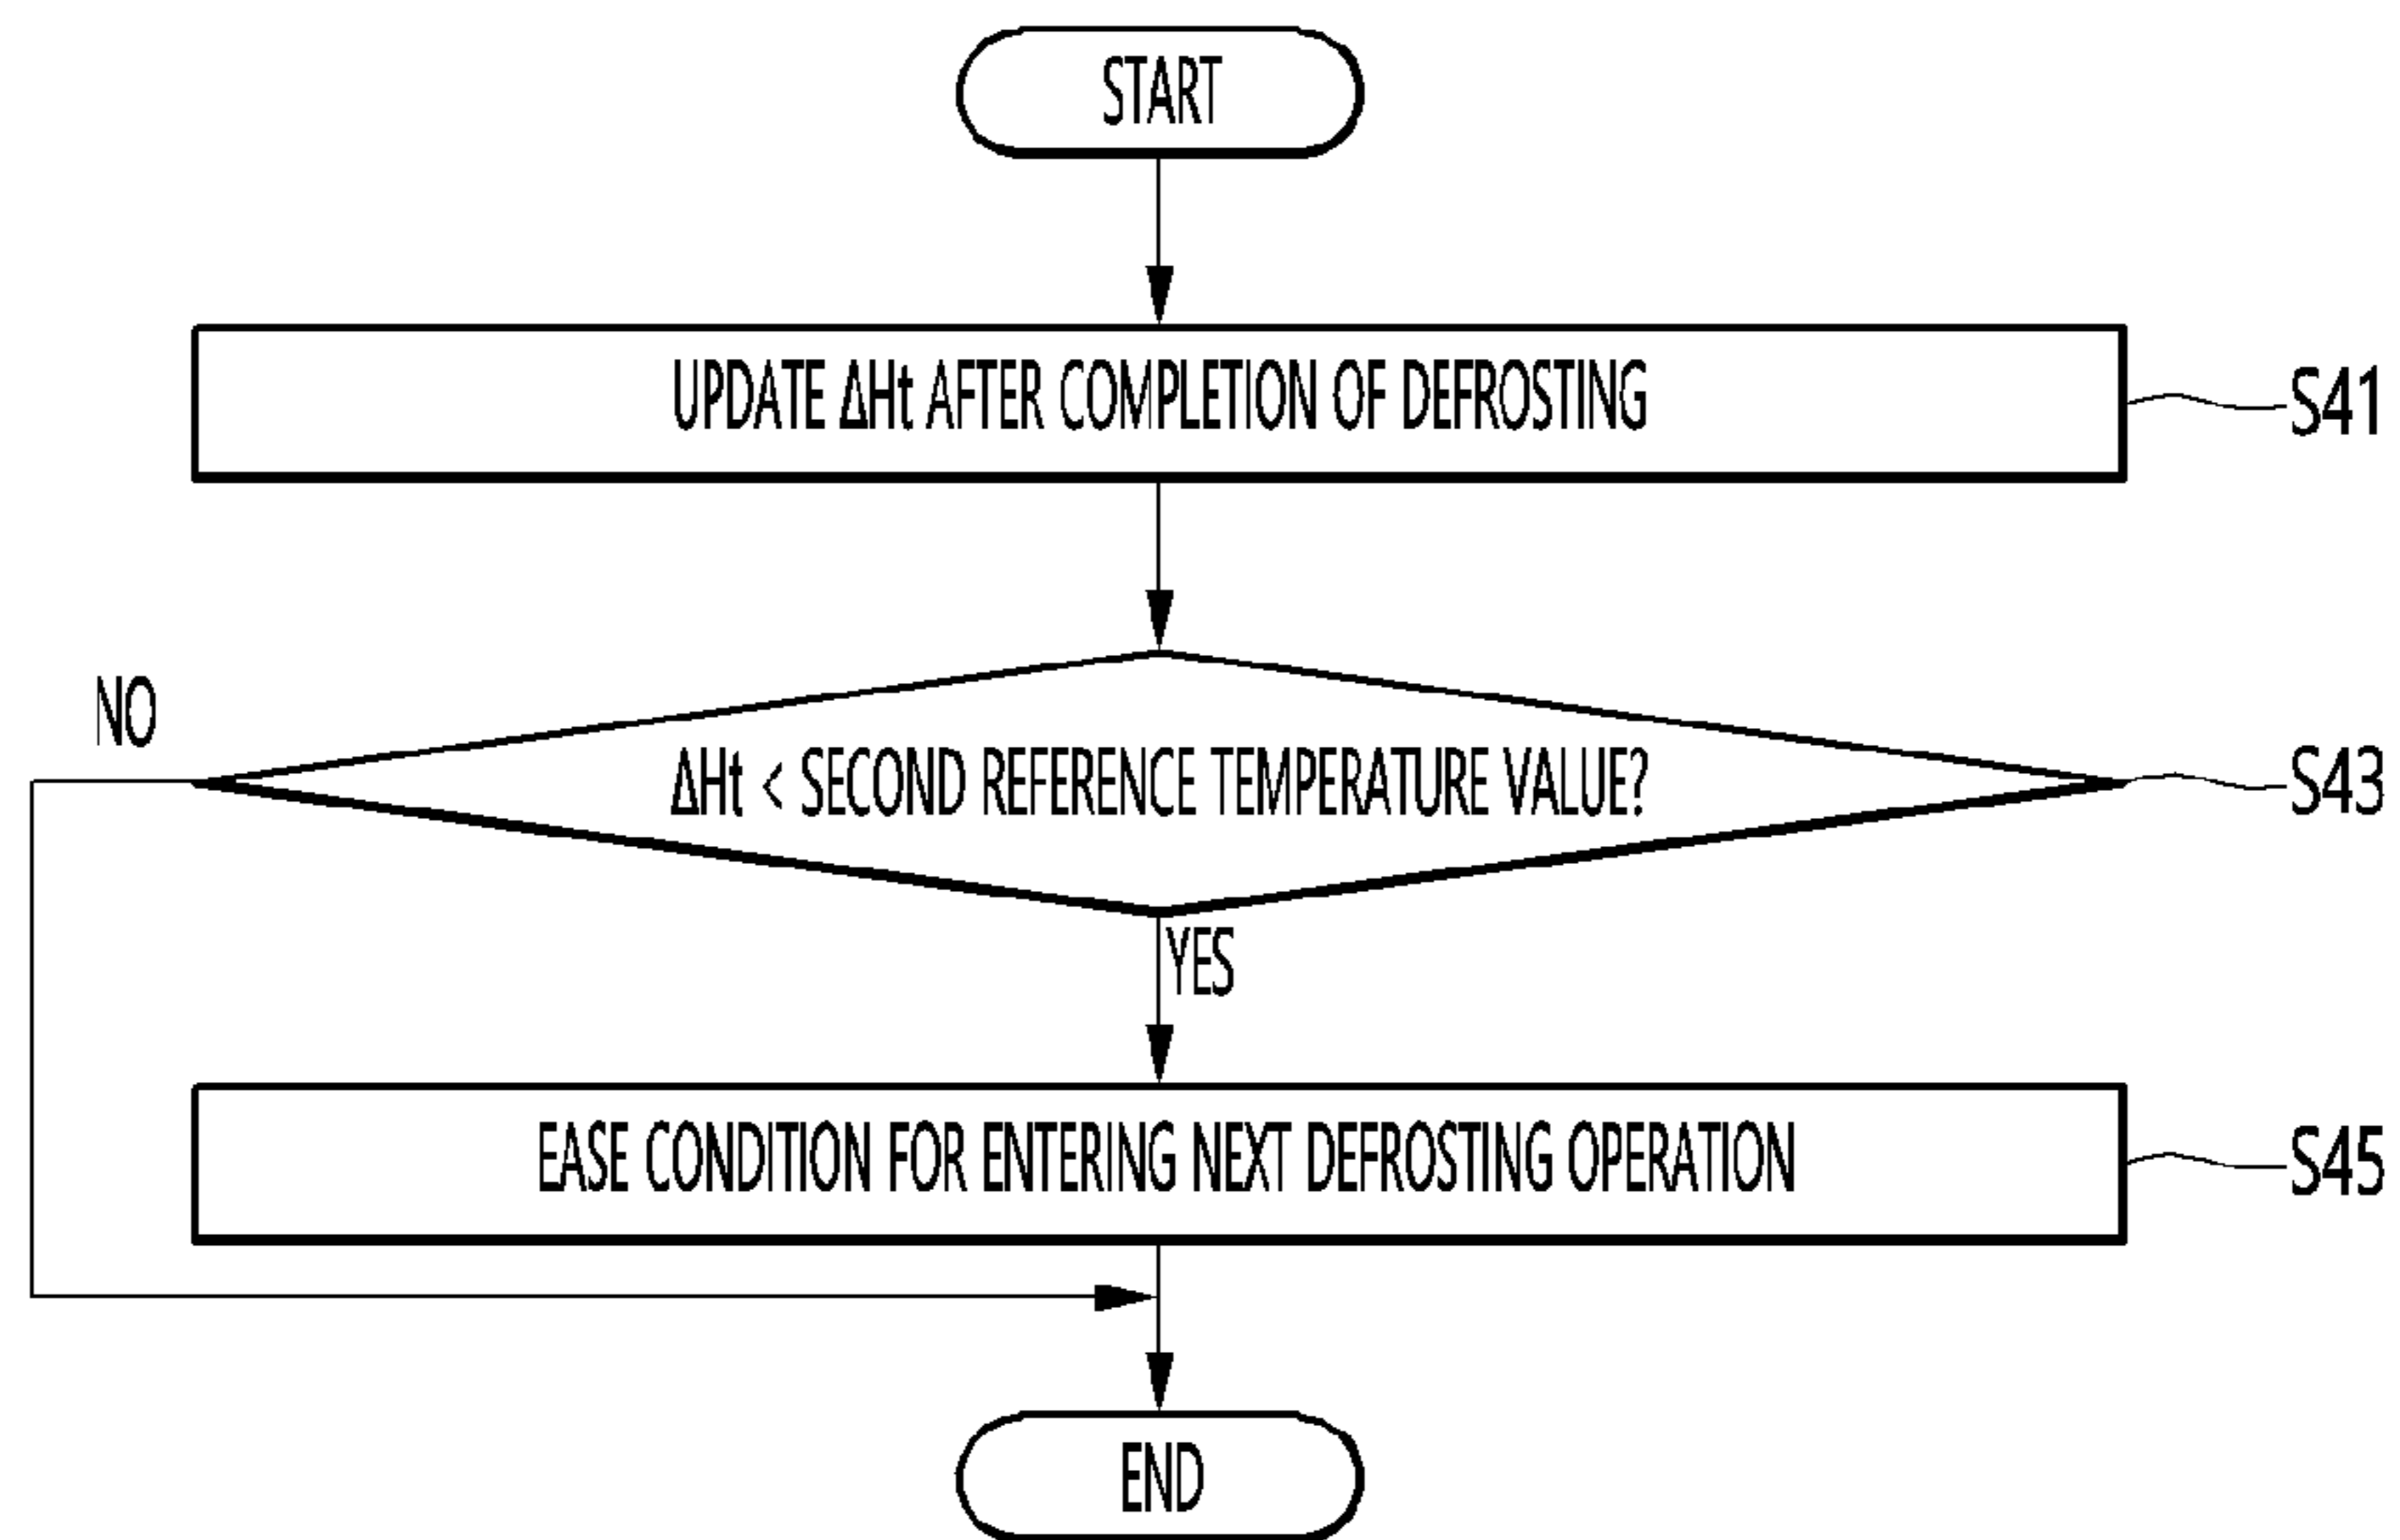 START
UPDATE ΔHt AFTER COMPLETION OF DEFROSTING
S41
NO
ΔHt < SECOND REFERENCE TEMPERATURE VALUE?
S43
YES
EASE CONDITION FOR ENTERING NEXT DEFROSTING OPERATION
S45
END